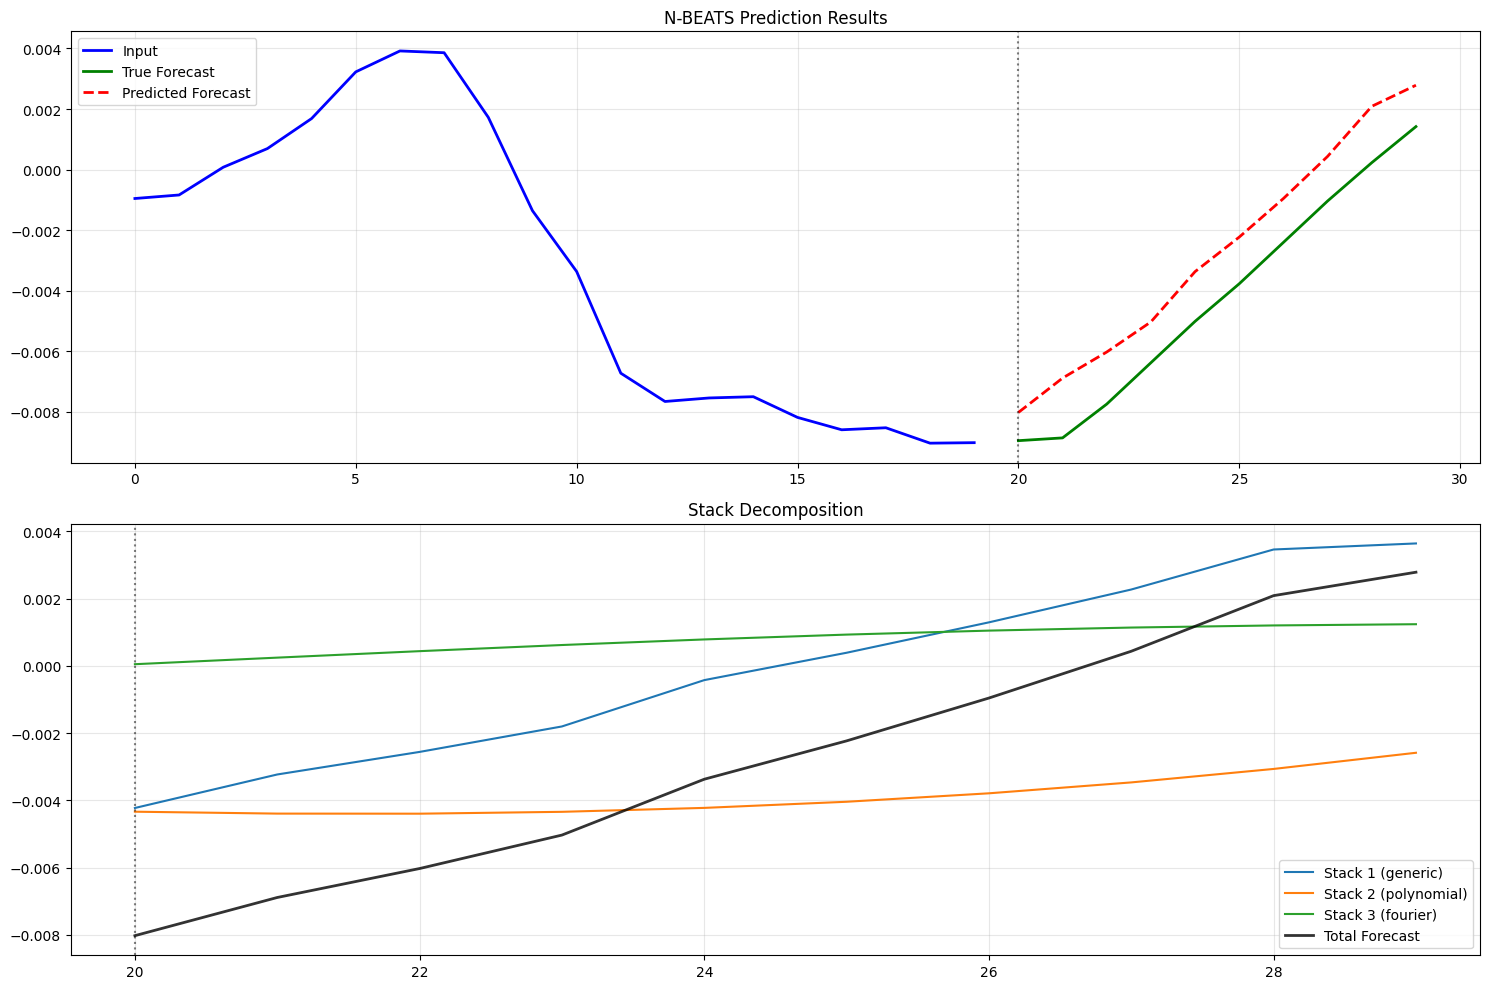 N-BEATS Prediction Results
Input
True Forecast
Predicted Forecast
0.004
0.002
0.000
−0.002
−0.004
−0.006
−0.008
0 5 10 15 20 25 30
Stack Decomposition
0.004
0.002
0.000
−0.002
−0.004
−0.006
−0.008
Stack 1 (generic)
Stack 2 (polynomial)
Stack 3 (fourier)
Total Forecast
20 22 24 26 28